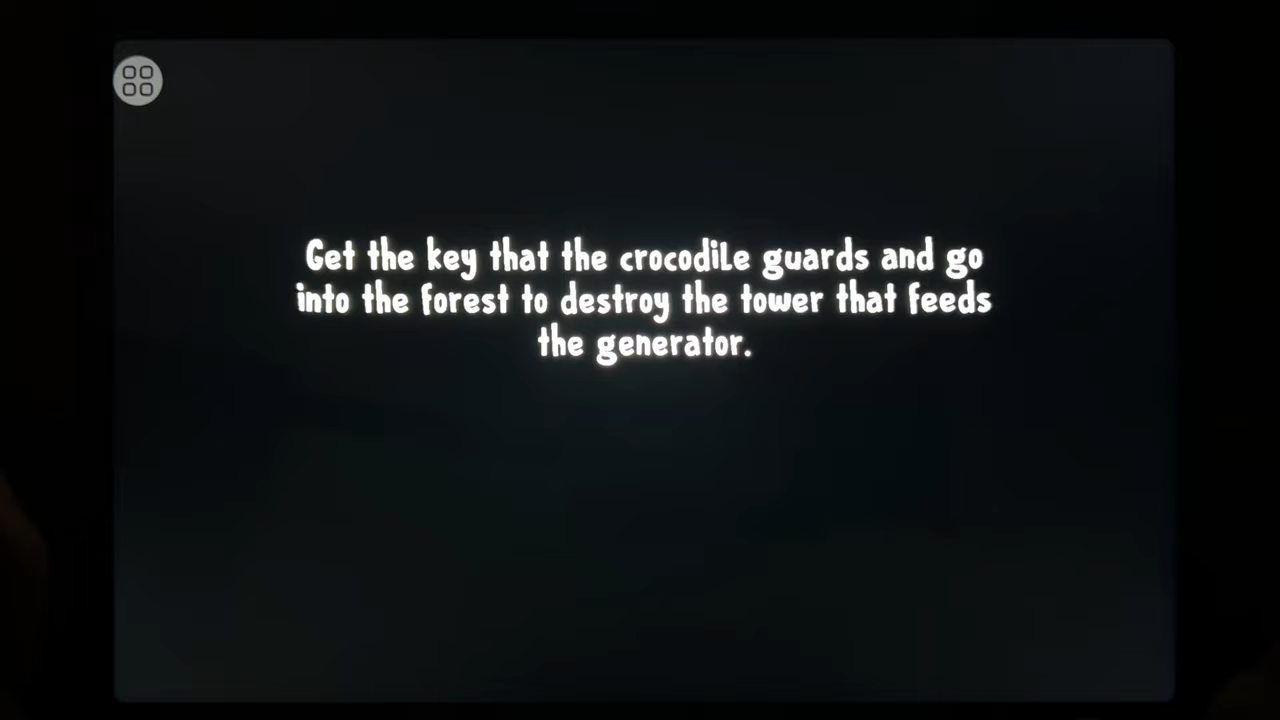 Get the key that the crocodile guards and go
into the forest to destroy the tower that feeds
the generator.